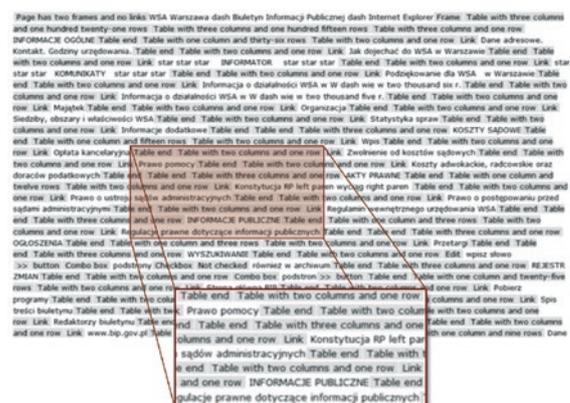 Page has two frames and no links WSA Warszawa dash Biuletyn Informacji Publicznej dash Internet Explorer Frame Table with three columns
and one hundred twenty-one rows Table with three columns and one hundred fifteen rows Table with three columns and three rows
INFORMACJE OGÓLNE Table end Table with one column and thirty-six rows Table with two columns and one row Link Dane adresowe.
Kontakt. Godziny urzędowania. Table end Table with two columns and one row Link Jak dojechać do WSA w Warszawie Table end Table
with two columns and one row Link star star star INFORMATOR star star star Table end Table with two columns and one row Link star
star star KOMUNIKATY star star star Table end Table with two columns and one row Link Podziękowanie dla WSA w Warszawie Table
end Table with two columns and one row Link Informacja o działalności WSA w W dash wie w two thousand six r. Table end Table with
two columns and one row Link Informacja o działalności WSA w W dash wie w two thousand five r. Table end Table with two columns and one
row Link Majątek Table end Table with two columns and one row Link Organizacja Table end Table with two columns and one row Link
Siedziby, obszary i właściwości WSA Table end Table with two columns and one row Link Statystyka spraw Table end Table with two
columns and one row Link Informacje dodatkowe Table end Table with three columns and one row KOSZTY SĄDOWE Table
end Table with one column and fifteen rows Table with two columns and one row Link Wpis Table end Table with two columns and one
row Link Opłata kancelaryjna Table end Table with two columns and one row Link Zwolnienie od kosztów sądowych Table end Table with
two columns and one row Link Prawo pomocy Table end Table with two columns and one row Link Koszty adwokackie, radcowskie oraz
doraców podatkowych Table end Table with three columns and one row AKTY PRAWNE Table end Table with one column and
twelve rows Table with two columns and one row Link Konstytucja RP left paren wyciąg right paren Table end Table with two columns and
one row Link Prawo o ustroju sądów administracyjnych Table end Table with two columns and one row Link Prawo o postępowaniu przed
sądami administracyjnymi Table end Table with two columns and one row Link Regulamin wewnętrznego urzędowania WSA Table end
Table with three columns and one row INFORMACJE PUBLICZNE Table end Table with one column and three rows Table with two
columns and one row Link Regulacje prawne dotyczące informacji publicznych Table end Table with three columns and one row
OGŁOSZENIA Table end Table with three rows Table with two columns and one row Link Przetargi Table end Table
with three columns and one row WYSZUKIWANIE Table end Table with one row Edit wpisz słowo
>> button Combo box podstrony Checkbox Not checked również w archiwum Table end Table with three columns and one row REJESTR
ZMIAN Table end Table with two columns and one row Combo box podstron >> button Table end Table with one column and twenty-five
rows Table with two columns and one row Link Strona główna BIP Table Link Pobierz
programy Table end Table with two columns and one row columns and one row Link Spis
treści biuletynu Table end Table with two columns and one row Table with two columns and one
row Link Redaktorzy biuletynu Table end Table end Table with two columns
and one row Link www.bip.gov.pl Table one column and nine rows Dane
Table end Table with two columns and one row
Prawo pomocy Table end Table with two colum
nd Table end Table with three columns and one
olumns and one row Link Konstytucja RP left par
sądów administracyjnych Table end Table with t
e end Table with two columns and one row Link
and one row INFORMACJE PUBLICZNE Table end
gulacje prawne dotyczące informacji publicznych